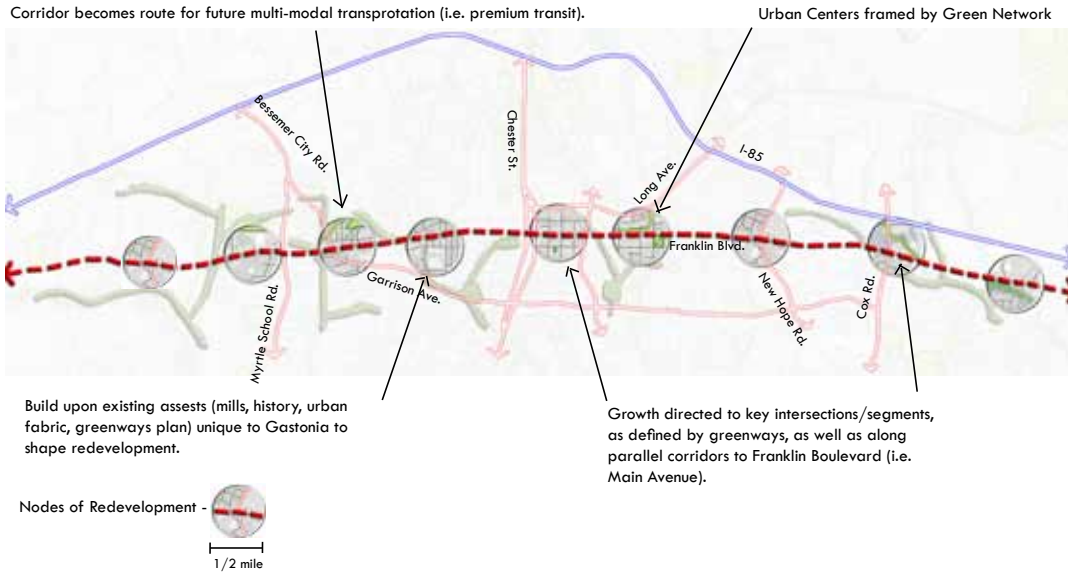 Corridor becomes route for future multi-modal transprotation (i.e. premium transit).
Urban Centers framed by Green Network
Bessemer City Rd.
Chester St.
Long Ave.
I-85
Franklin Blvd.
Garrison Ave.
Myrtle School Rd.
New Hope Rd.
Cox Rd.
Build upon existing assests (mills, history, urban
fabric, greenways plan) unique to Gastonia to
shape redevelopment.
Growth directed to key intersections/segments,
as defined by greenways, as well as along
parallel corridors to Franklin Boulevard (i.e.
Main Avenue).
Nodes of Redevelopment -
1/2 mile